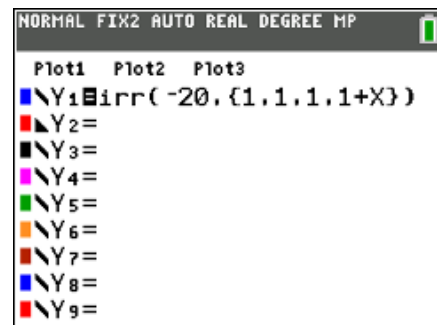 NORMAL FIX2 AUTO REAL DEGREE MP
Plot1 Plot2 Plot3
\Y₁=irr(-20,{1,1,1,1+X})
\Y₂=
\Y₃=
\Y₄=
\Y₅=
\Y₆=
\Y₇=
\Y₈=
\Y₉=